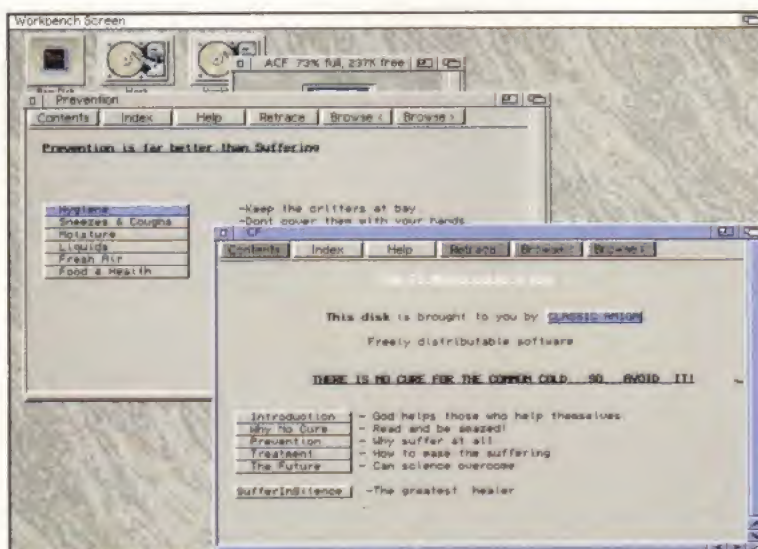 Workbench Screen
ACF 73% full, 237K free
Work
Prevention
Contents Index Help Retrace Browse < Browse >
Prevention is far better than Suffering
Hygiene -Keep the critters at bay
Sneezes & Coughs -Dont cover them with your hands
Moisture
Liquids
Fresh Air
Food & Health
CF
Contents Index Help Retrace Browse < Browse >
This disk is brought to you by CLASSIC AMIGA
Freely distributable software
THERE IS NO CURE FOR THE COMMON COLD... SO... AVOID IT!
Introduction - God helps those who help themselves
Why No Cure - Read and be amazed!
Prevention - Why suffer at all
Treatment - How to ease the suffering
The Future - Can science overcome
SufferInSilence -The greatest healer